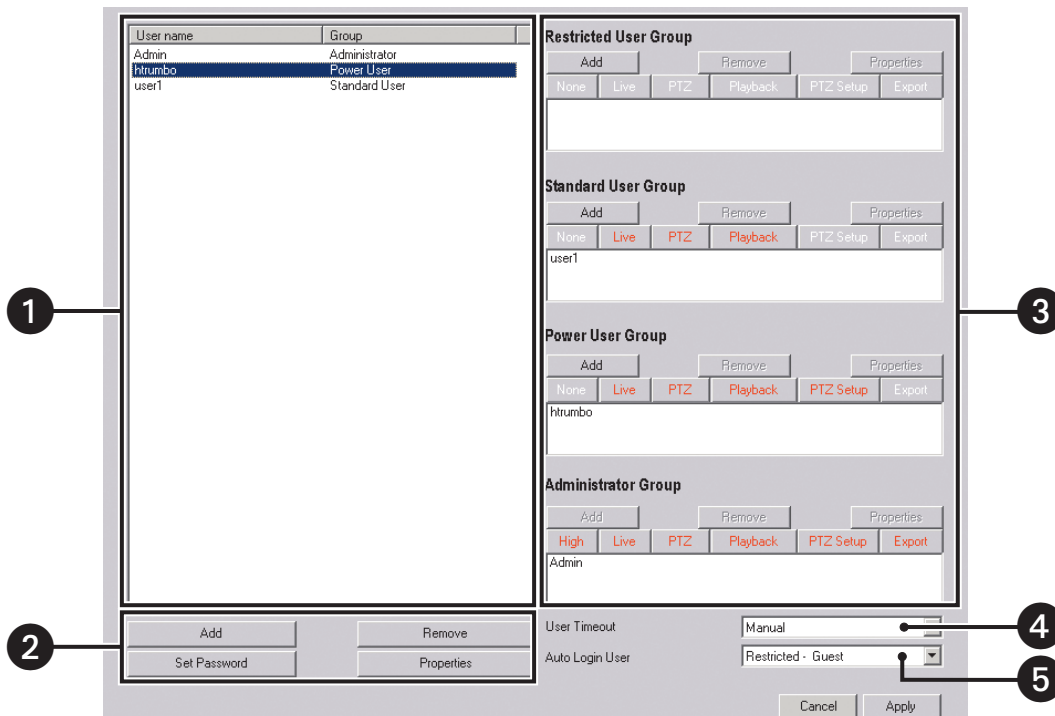 User name Group
Admin Administrator
htrumbo Power User
user1 Standard User
Restricted User Group
Add Remove Properties
None Live PTZ Playback PTZ Setup Export
Standard User Group
Add Remove Properties
None Live PTZ Playback PTZ Setup Export
user1
Power User Group
Add Remove Properties
None Live PTZ Playback PTZ Setup Export
htrumbo
Administrator Group
Add Remove Properties
High Live PTZ Playback PTZ Setup Export
Admin
1
3
2
Add Remove
Set Password Properties
User Timeout Manual
4
Auto Login User Restricted - Guest
5
Cancel Apply